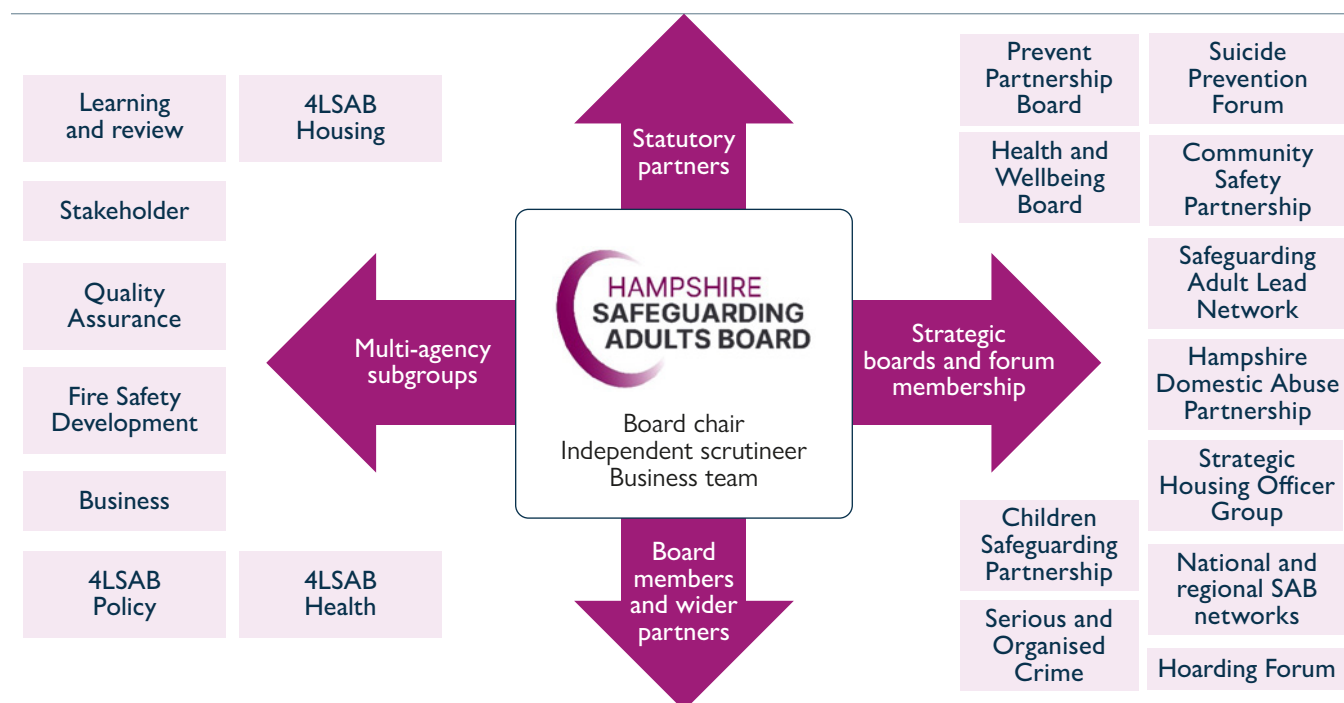 Learning
and review
4LSAB
Housing
Stakeholder
Quality
Assurance
Fire Safety
Development
Business
4LSAB
Policy
4LSAB
Health
Statutory
partners
Multi-agency
subgroups
HAMPSHIRE
SAFEGUARDING
ADULTS BOARD
Board chair
Independent scrutineer
Business team
Strategic
boards and forum
membership
Board
members
and wider
partners
Prevent
Partnership
Board
Suicide
Prevention
Forum
Health and
Wellbeing
Board
Community
Safety
Partnership
Safeguarding
Adult Lead
Network
Hampshire
Domestic Abuse
Partnership
Strategic
Housing Officer
Group
Children
Safeguarding
Partnership
National and
regional SAB
networks
Serious and
Organised
Crime
Hoarding Forum